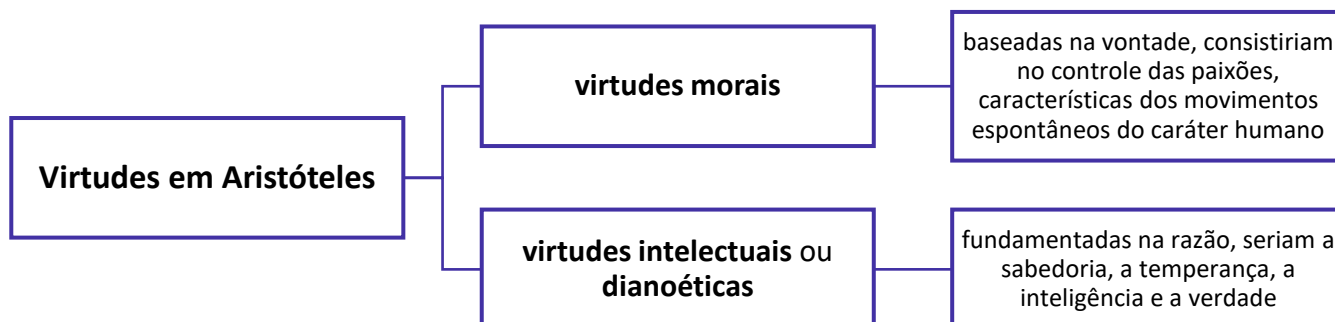 Virtudes em Aristóteles
virtudes morais
baseadas na vontade, consistiriam
no controle das paixões,
características dos movimentos
espontâneos do caráter humano
virtudes intelectuais ou
dianoéticas
fundamentadas na razão, seriam a
sabedoria, a temperança, a
inteligência e a verdade